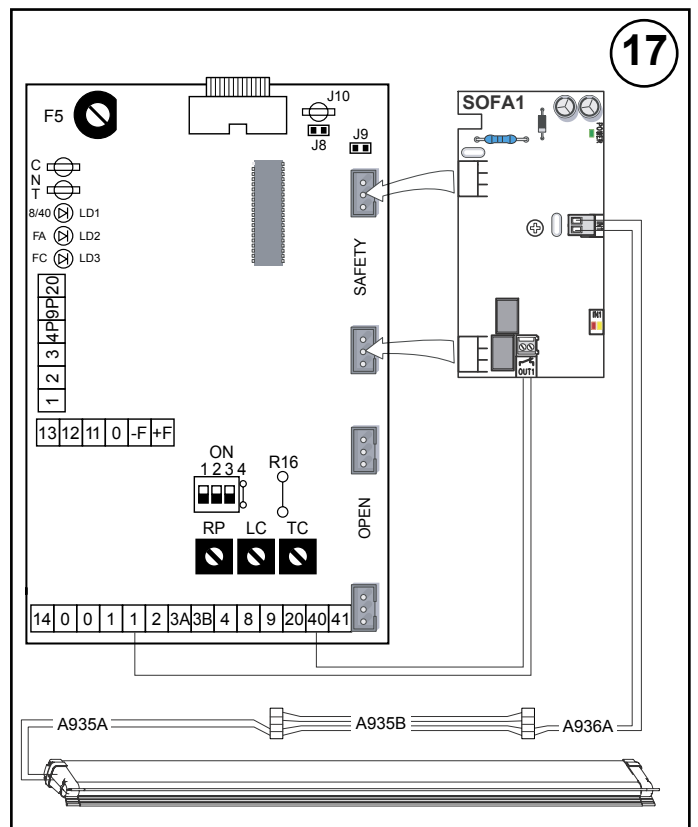 17
SOFA1
F5
J10
J8
J9
POWER
C
N
T
8/40 LD1
FA LD2
FC LD3
IN1
SAFETY
1 2 3 4P 9P 20
IN1
OUT1
13 12 11 0 -F +F
ON
1 2 3 4
R16
OPEN
RP LC TC
14 0 0 1 1 2 3A 3B 4 8 9 20 40 41
A935A
A935B
A936A